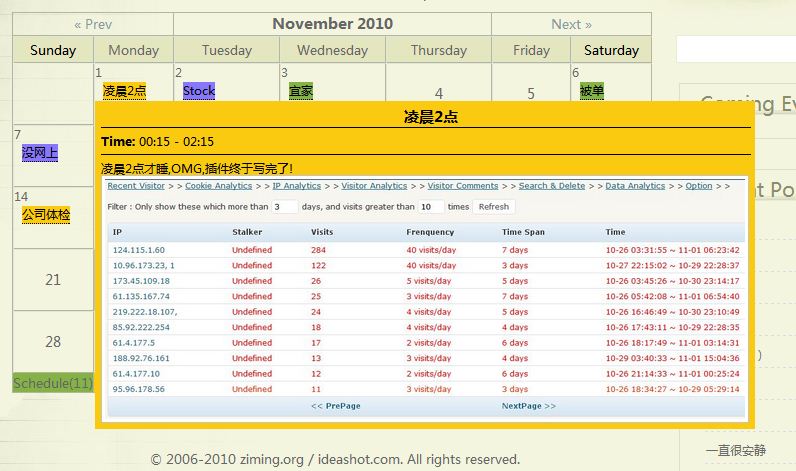 « Prev November 2010 Next »
Sunday Monday Tuesday Wednesday Thursday Friday Saturday
1 2 3 4 5 6
凌晨2点 Stock 宜家 被单
7
没网上
14
公司体检
21
28
Schedule(11)
凌晨2点
Time: 00:15 - 02:15
凌晨2点才睡,OMG,插件终于写完了!
Recent Visitor > > Cookie Analytics > > IP Analytics > > Visitor Analytics > > Visitor Comments > > Search & Delete > > Data Analytics > > Option > >
Filter : Only show these which more than 3 days, and visits greater than 10 times Refresh
IP Stalker Visits Frenquency Time Span Time
124.115.1.60 Undefined 284 40 visits/day 7 days 10-26 03:31:55 ~ 11-01 06:23:42
10.96.173.23, 1 Undefined 122 40 visits/day 3 days 10-27 22:15:02 ~ 10-29 22:28:37
173.45.109.18 Undefined 26 5 visits/day 5 days 10-26 03:45:26 ~ 10-30 23:14:17
61.135.167.74 Undefined 25 3 visits/day 7 days 10-26 05:42:08 ~ 11-01 06:54:40
219.222.18.107, Undefined 24 4 visits/day 5 days 10-26 16:46:49 ~ 10-30 23:10:49
85.92.222.254 Undefined 18 4 visits/day 4 days 10-26 17:43:11 ~ 10-29 22:28:35
61.4.177.5 Undefined 17 2 visits/day 6 days 10-26 18:17:49 ~ 11-01 03:14:31
188.92.76.161 Undefined 13 3 visits/day 4 days 10-29 03:40:33 ~ 11-01 15:04:36
61.4.177.10 Undefined 12 2 visits/day 6 days 10-26 21:14:33 ~ 11-01 00:25:24
95.96.178.56 Undefined 11 3 visits/day 3 days 10-26 18:34:27 ~ 10-29 05:29:14
<< PrePage NextPage >>
Coming Ev
t Po
)
一直很安静
© 2006-2010 ziming.org / ideashot.com. All rights reserved.